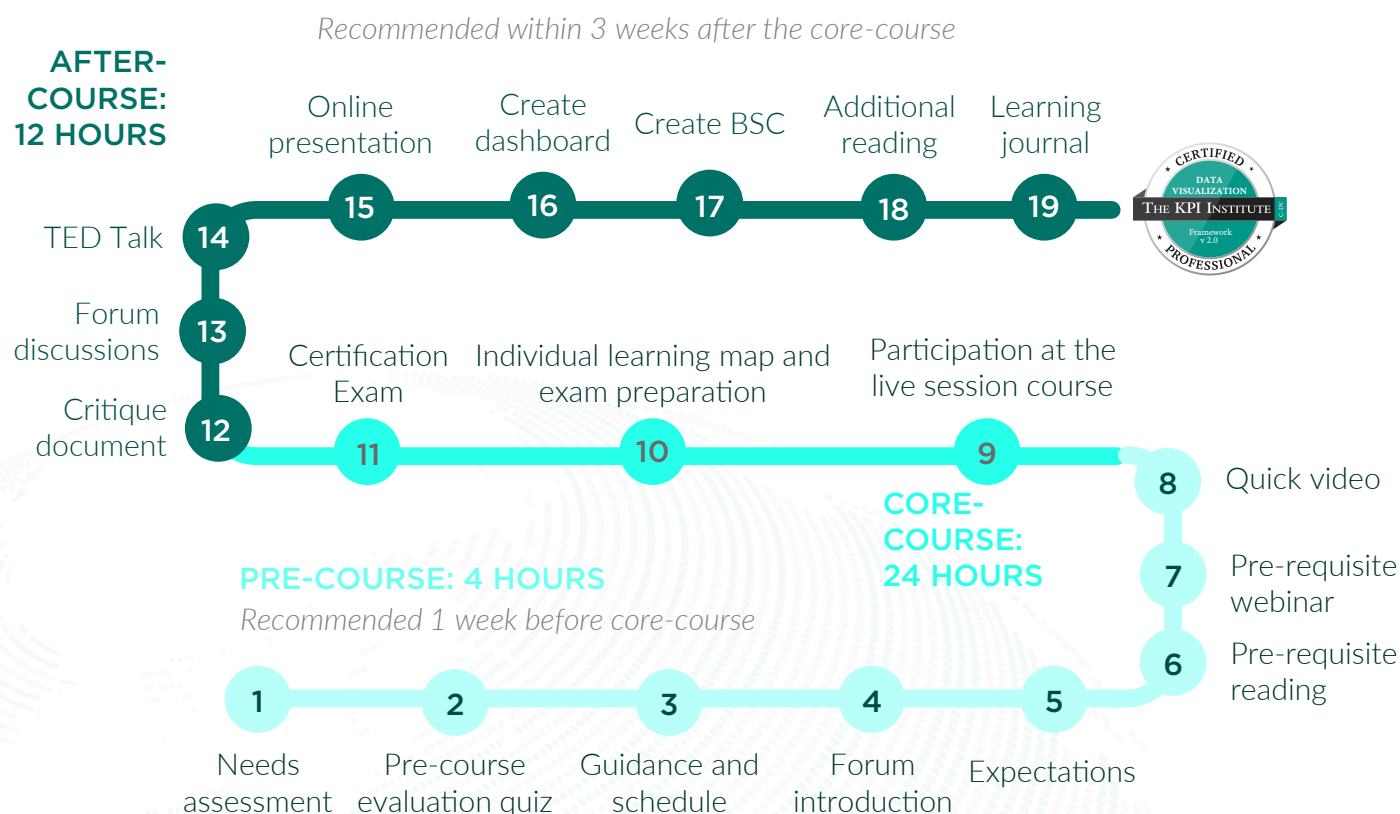 Recommended within 3 weeks after the core-course
AFTER-
COURSE:
12 HOURS
Online
presentation
Create
dashboard
Create BSC
Additional
reading
Learning
journal
15
16
17
18
19
CERTIFIED
DATA
VISUALIZATION
THE KPI INSTITUTE
C-DV
Framework
v 2.0
PROFESSIONAL
TED Talk
14
Forum
discussions
13
Critique
document
12
Certification
Exam
Individual learning map and
exam preparation
Participation at the
live session course
11
10
9
CORE-
COURSE:
24 HOURS
8
Quick video
7
Pre-requisite
webinar
6
Pre-requisite
reading
PRE-COURSE: 4 HOURS
Recommended 1 week before core-course
1
2
3
4
5
Needs
assessment
Pre-course
evaluation quiz
Guidance and
schedule
Forum
introduction
Expectations